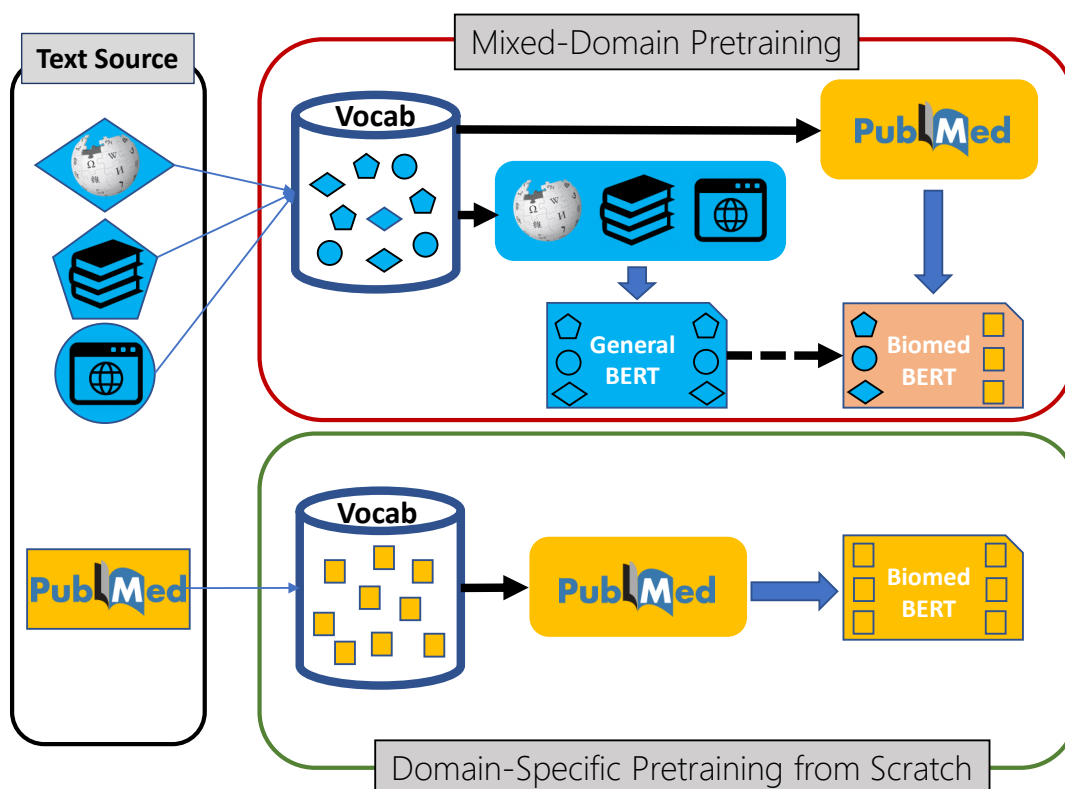 Text Source
Mixed-Domain Pretraining
Vocab
PubMed
General
BERT
Biomed
BERT
PubMed
Vocab
PubMed
Biomed
BERT
Domain-Specific Pretraining from Scratch